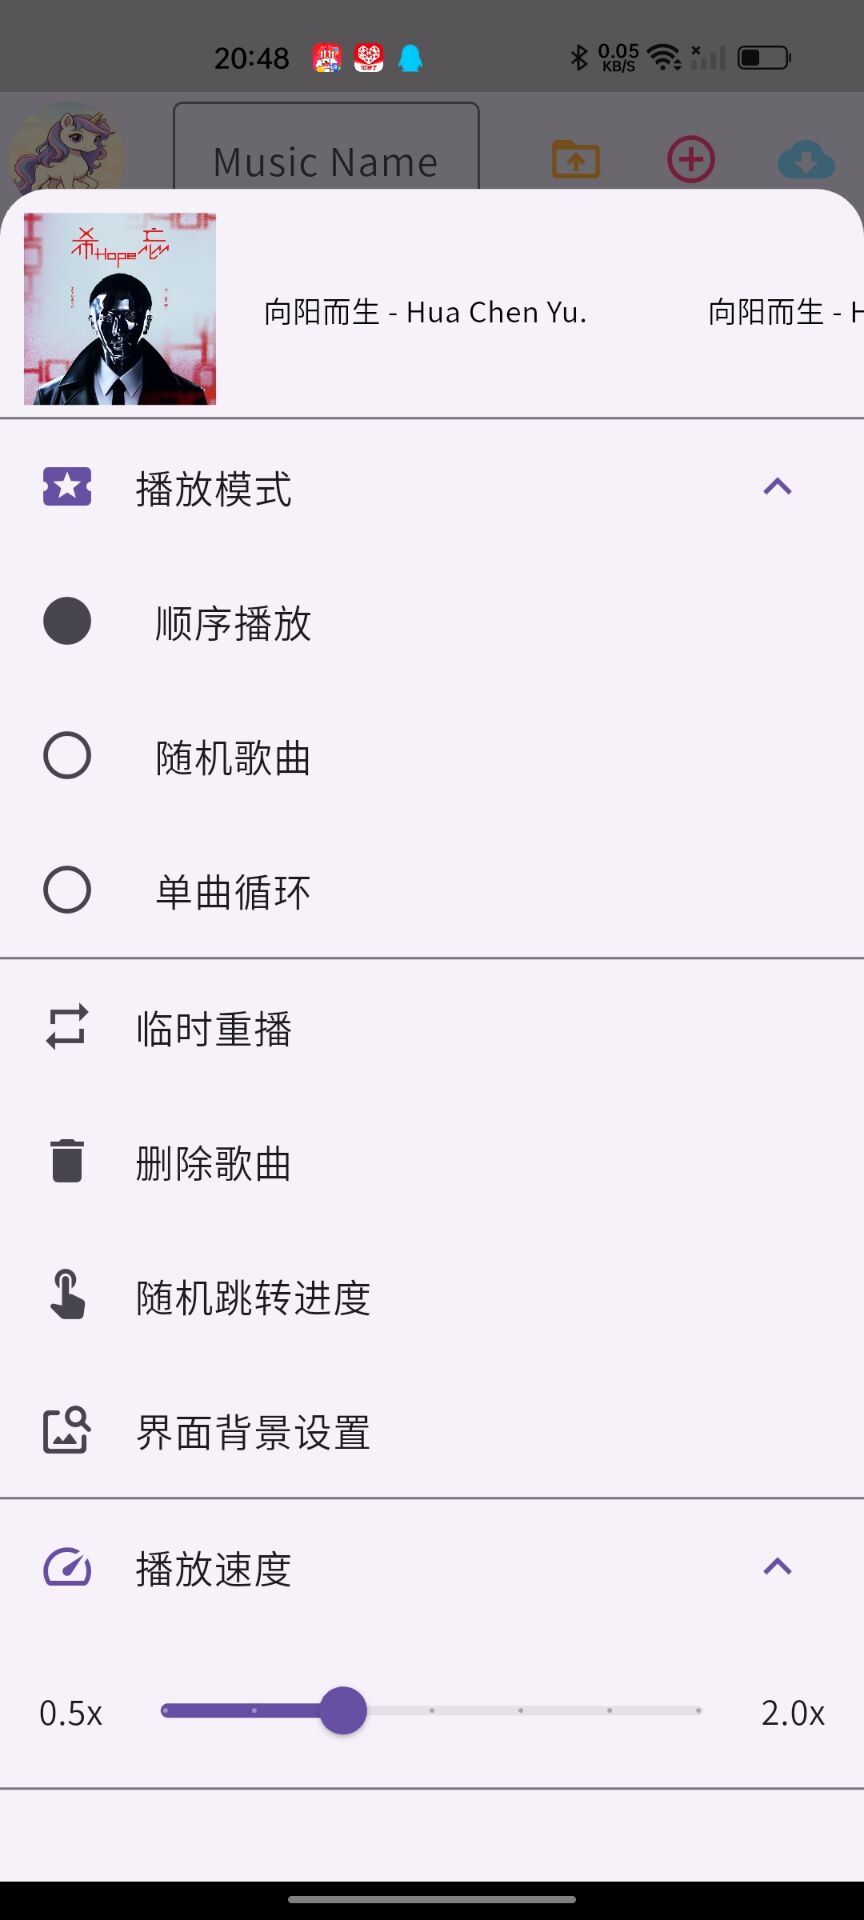 20:48
0.05
KB/S
Music Name
希Hope忘
向阳而生 - Hua Chen Yu.
向阳而生 - H
播放模式
顺序播放
随机歌曲
单曲循环
临时重播
删除歌曲
随机跳转进度
界面背景设置
播放速度
0.5x
2.0x